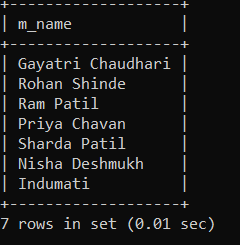 +------------------+
| m_name           |
+------------------+
| Gayatri Chaudhari |
| Rohan Shinde     |
| Ram Patil        |
| Priya Chavan     |
| Sharda Patil     |
| Nisha Deshmukh   |
| Indumati         |
+------------------+
7 rows in set (0.01 sec)